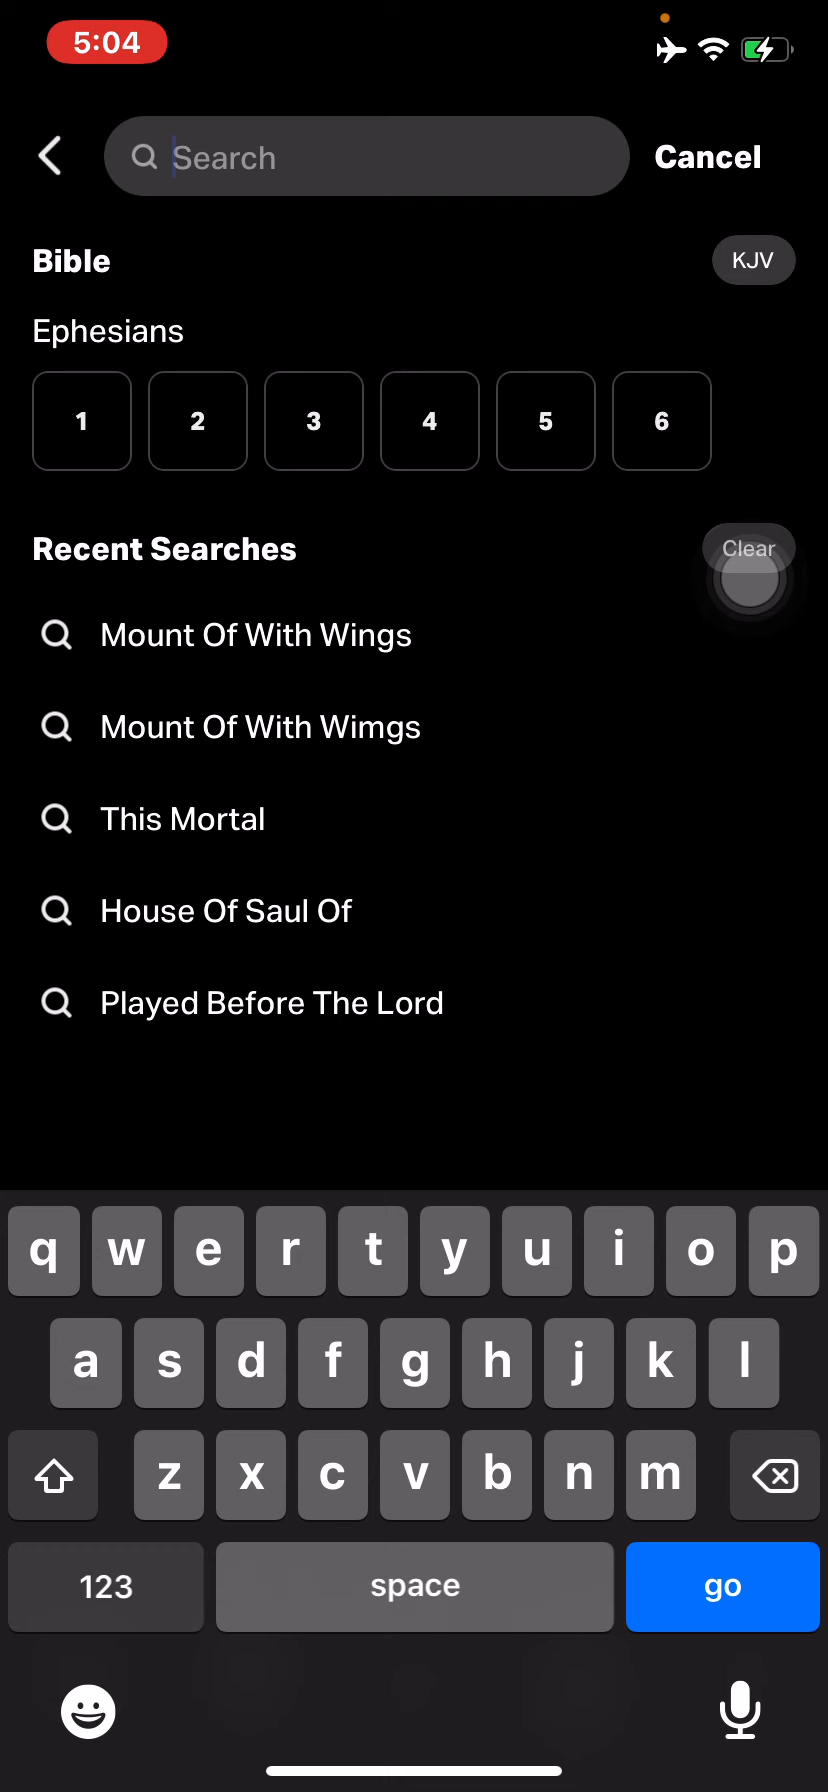 5:04
Search
Cancel
Bible
KJV
Ephesians
1 2 3 4 5 6
Recent Searches
Clear
Mount Of With Wings
Mount Of With Wimgs
This Mortal
House Of Saul Of
Played Before The Lord
q w e r t y u i o p
a s d f g h j k l
z x c v b n m
123 space go